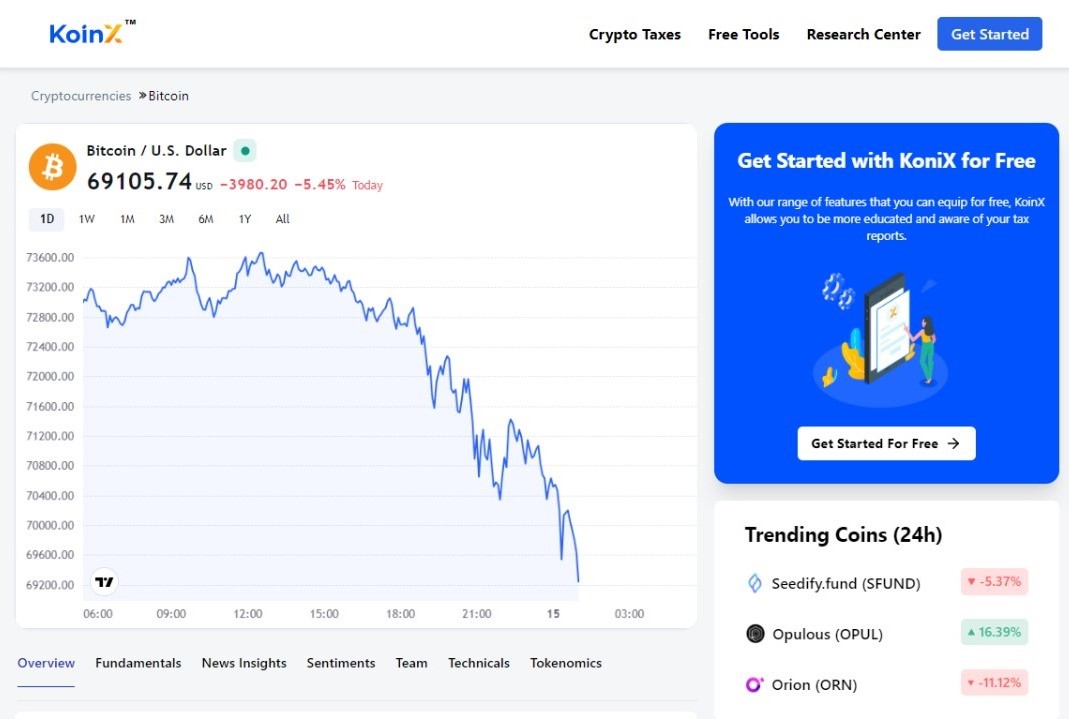 KoinX™
Crypto Taxes Free Tools Research Center Get Started
Cryptocurrencies » Bitcoin
Bitcoin / U.S. Dollar
69105.74 USD −3980.20 −5.45% Today
1D 1W 1M 3M 6M 1Y All
73600.00
73200.00
72800.00
72400.00
72000.00
71600.00
71200.00
70800.00
70400.00
70000.00
69600.00
69200.00
06:00 09:00 12:00 15:00 18:00 21:00 15 03:00
Overview Fundamentals News Insights Sentiments Team Technicals Tokenomics
Get Started with KoniX for Free
With our range of features that you can equip for free, KoinX
allows you to be more educated and aware of your tax
reports.
Get Started For Free →
Trending Coins (24h)
Seedify.fund (SFUND) ▼ -5.37%
Opulous (OPUL) ▲ 16.39%
Orion (ORN) ▼ -11.12%